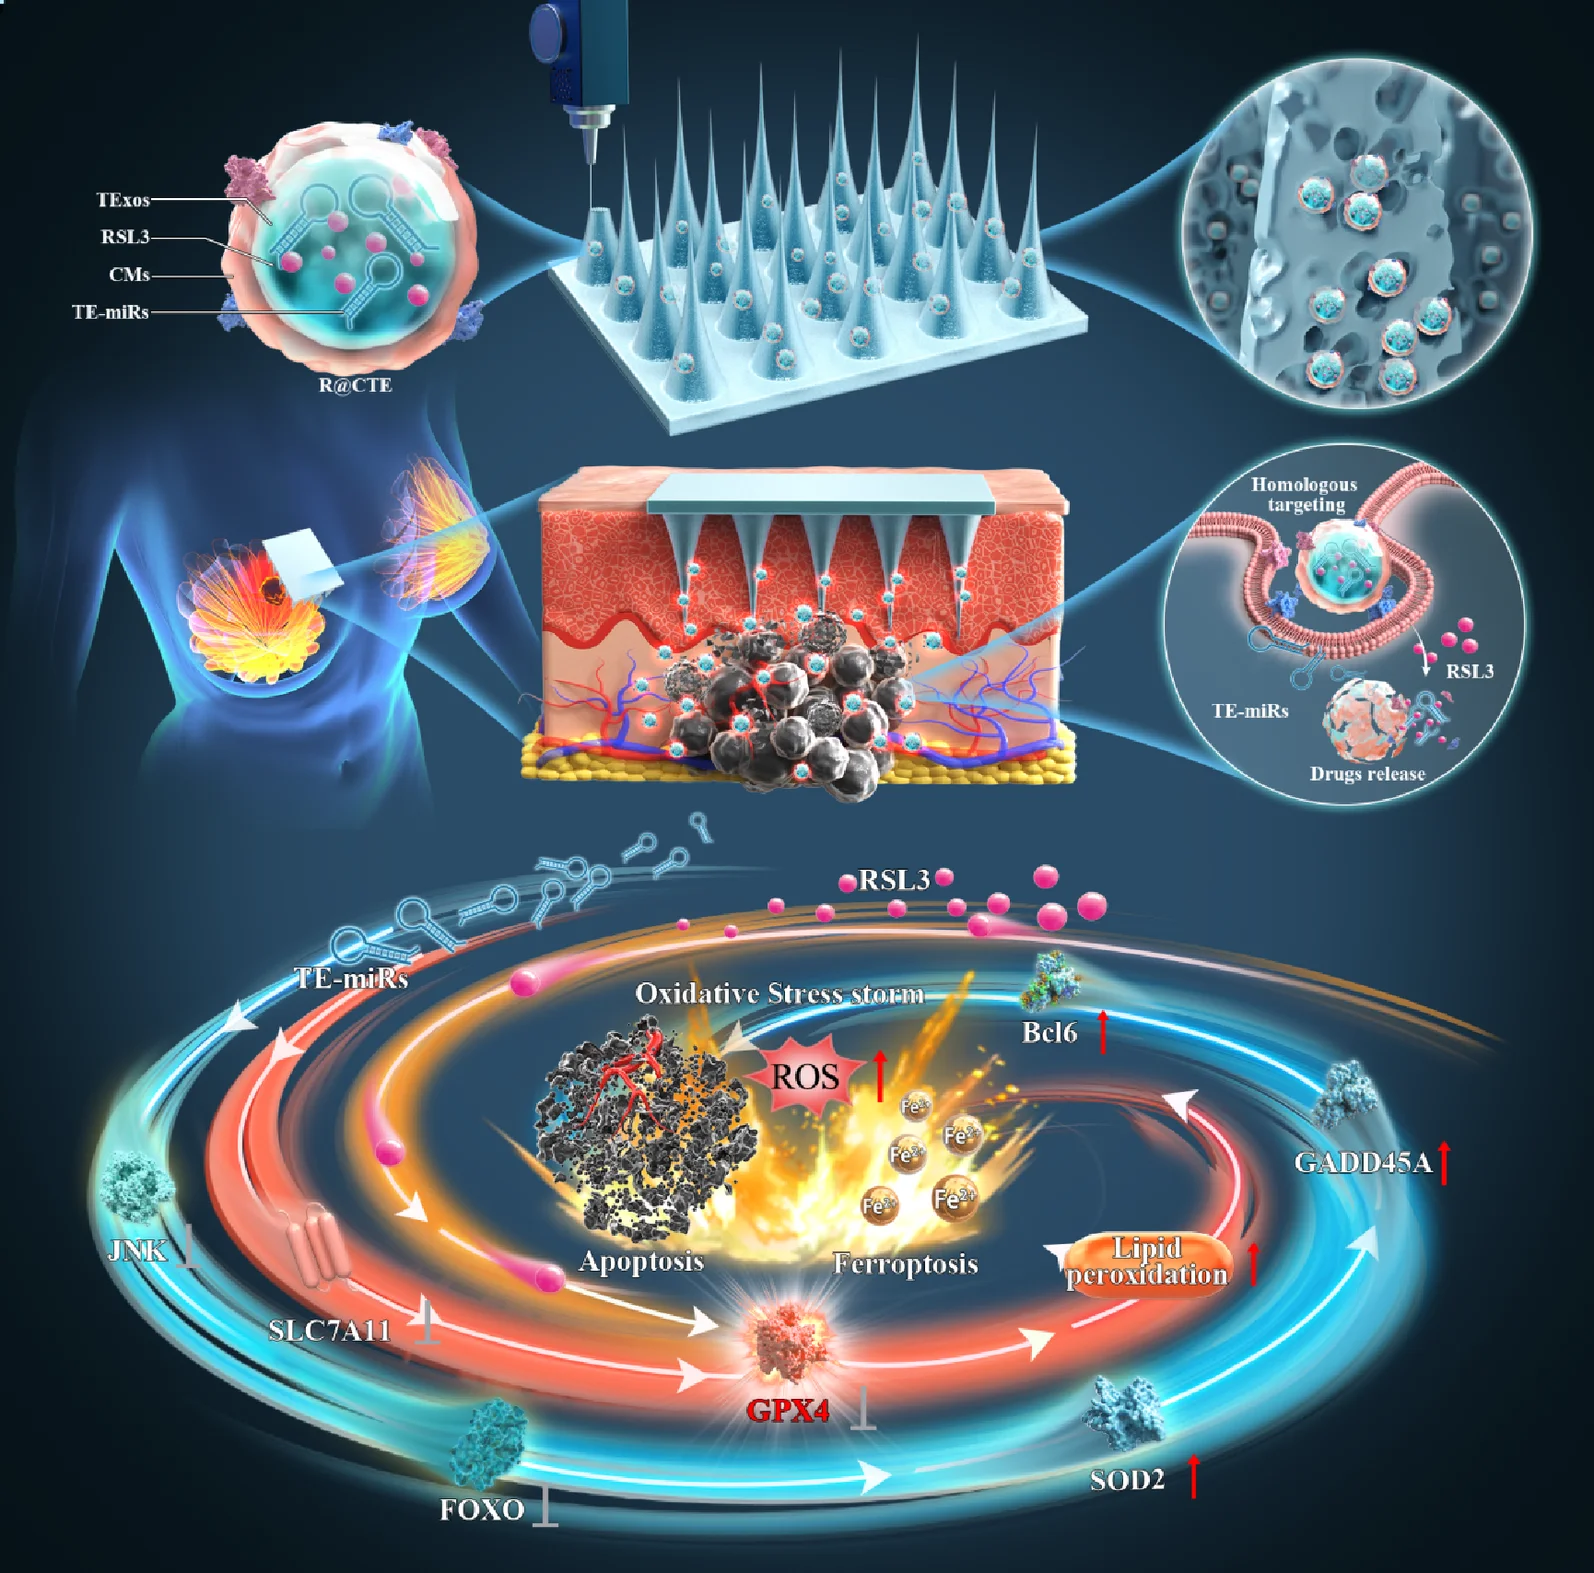 TExos
RSL3
CMs
TE-miRs
R@CTE
Homologous
targeting
RSL3
TE-miRs
Drugs release
RSL3
TE-miRs
Oxidative Stress storm
Bcl6
ROS
Fe²⁺
Fe²⁺
Fe²⁺
Fe²⁺
Fe²⁺
GADD45A
JNK
Apoptosis
Ferroptosis
Lipid
peroxidation
SLC7A11
GPX4
SOD2
FOXO